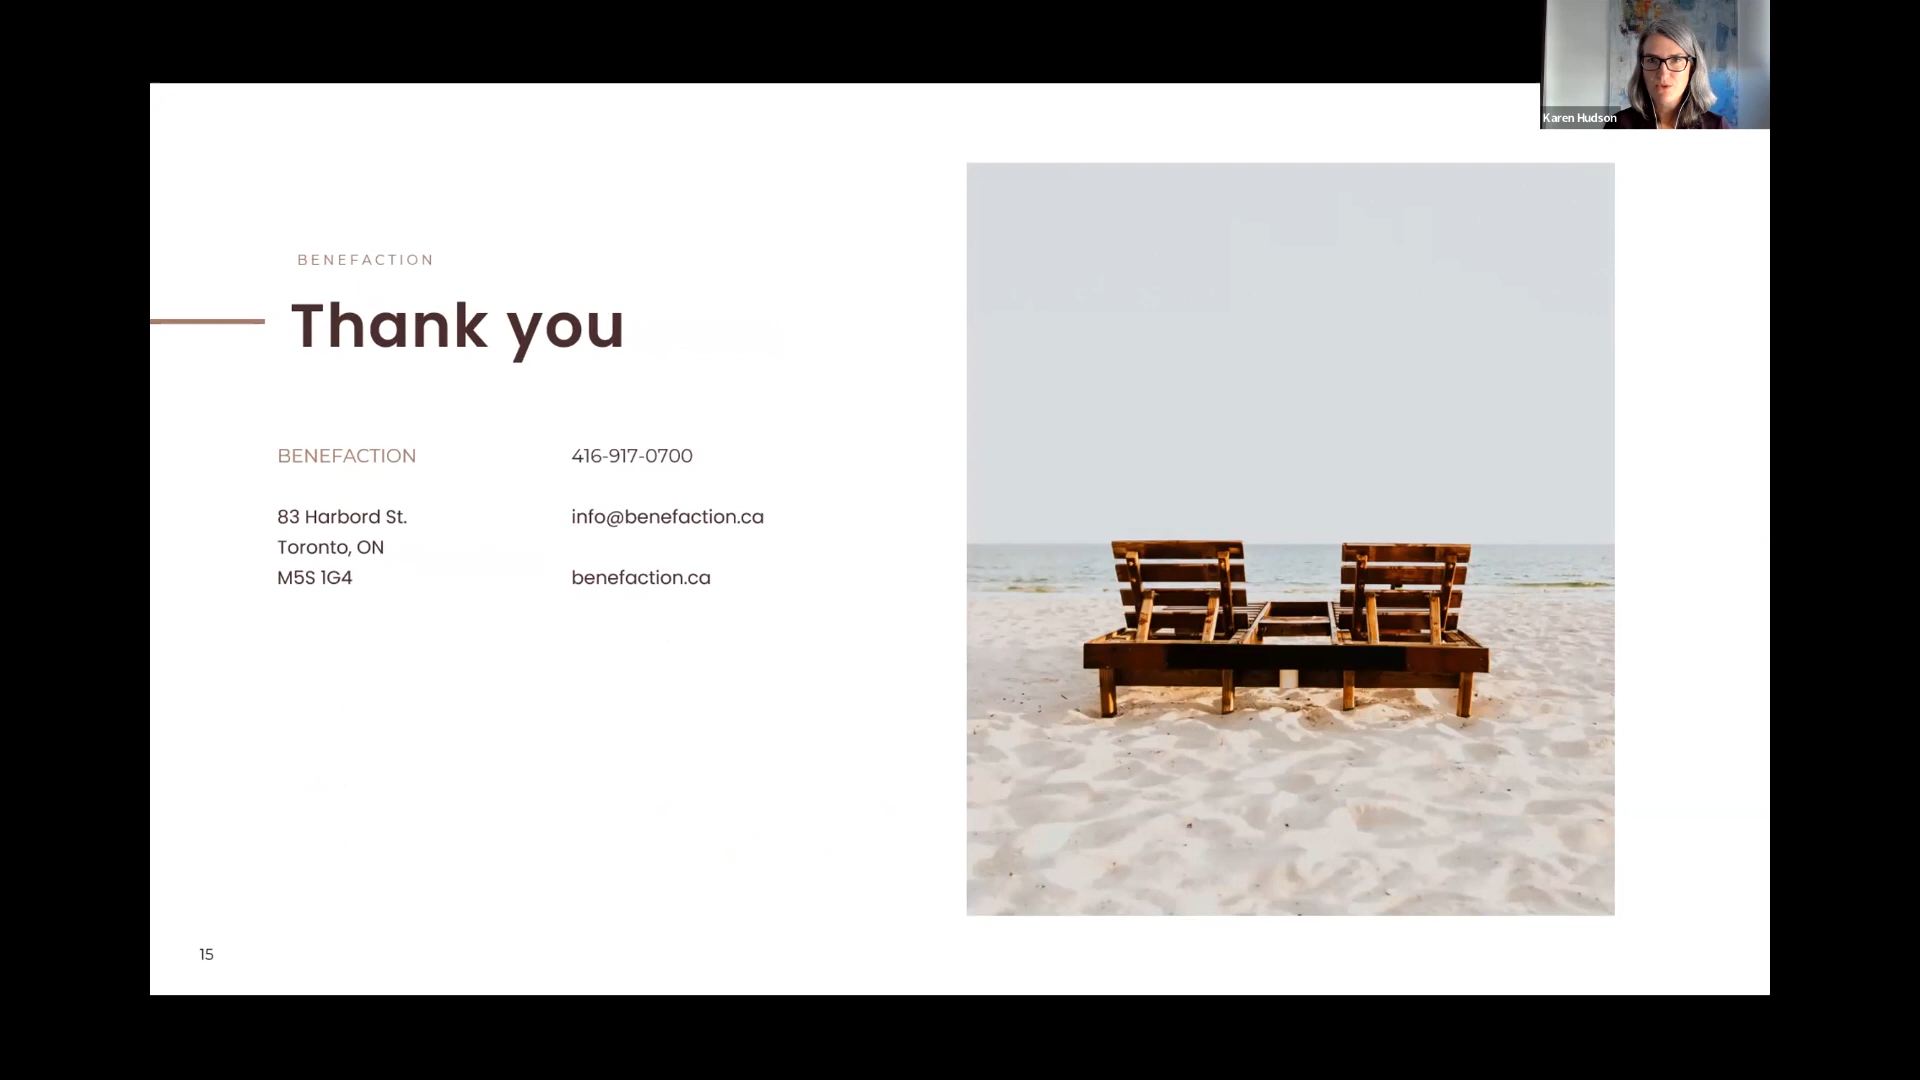 Karen Hudson
BENEFACTION
Thank you
BENEFACTION
83 Harbord St.
Toronto, ON
M5S 1G4
416-917-0700
info@benefaction.ca
benefaction.ca
15